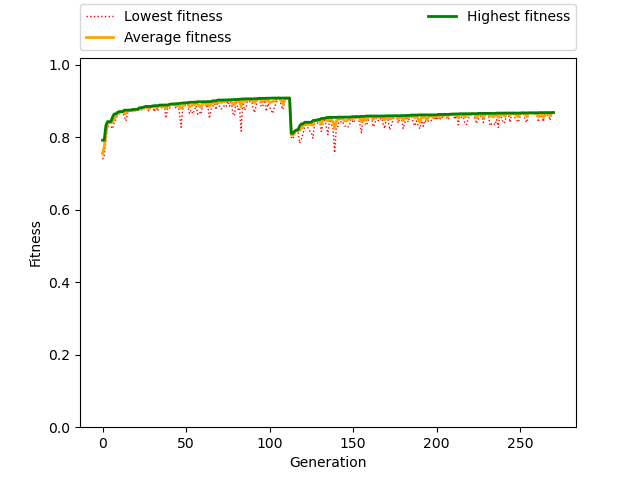 Lowest fitness
Average fitness
Highest fitness
1.0
0.8
0.6
0.4
0.2
0.0
Fitness
0 50 100 150 200 250
Generation